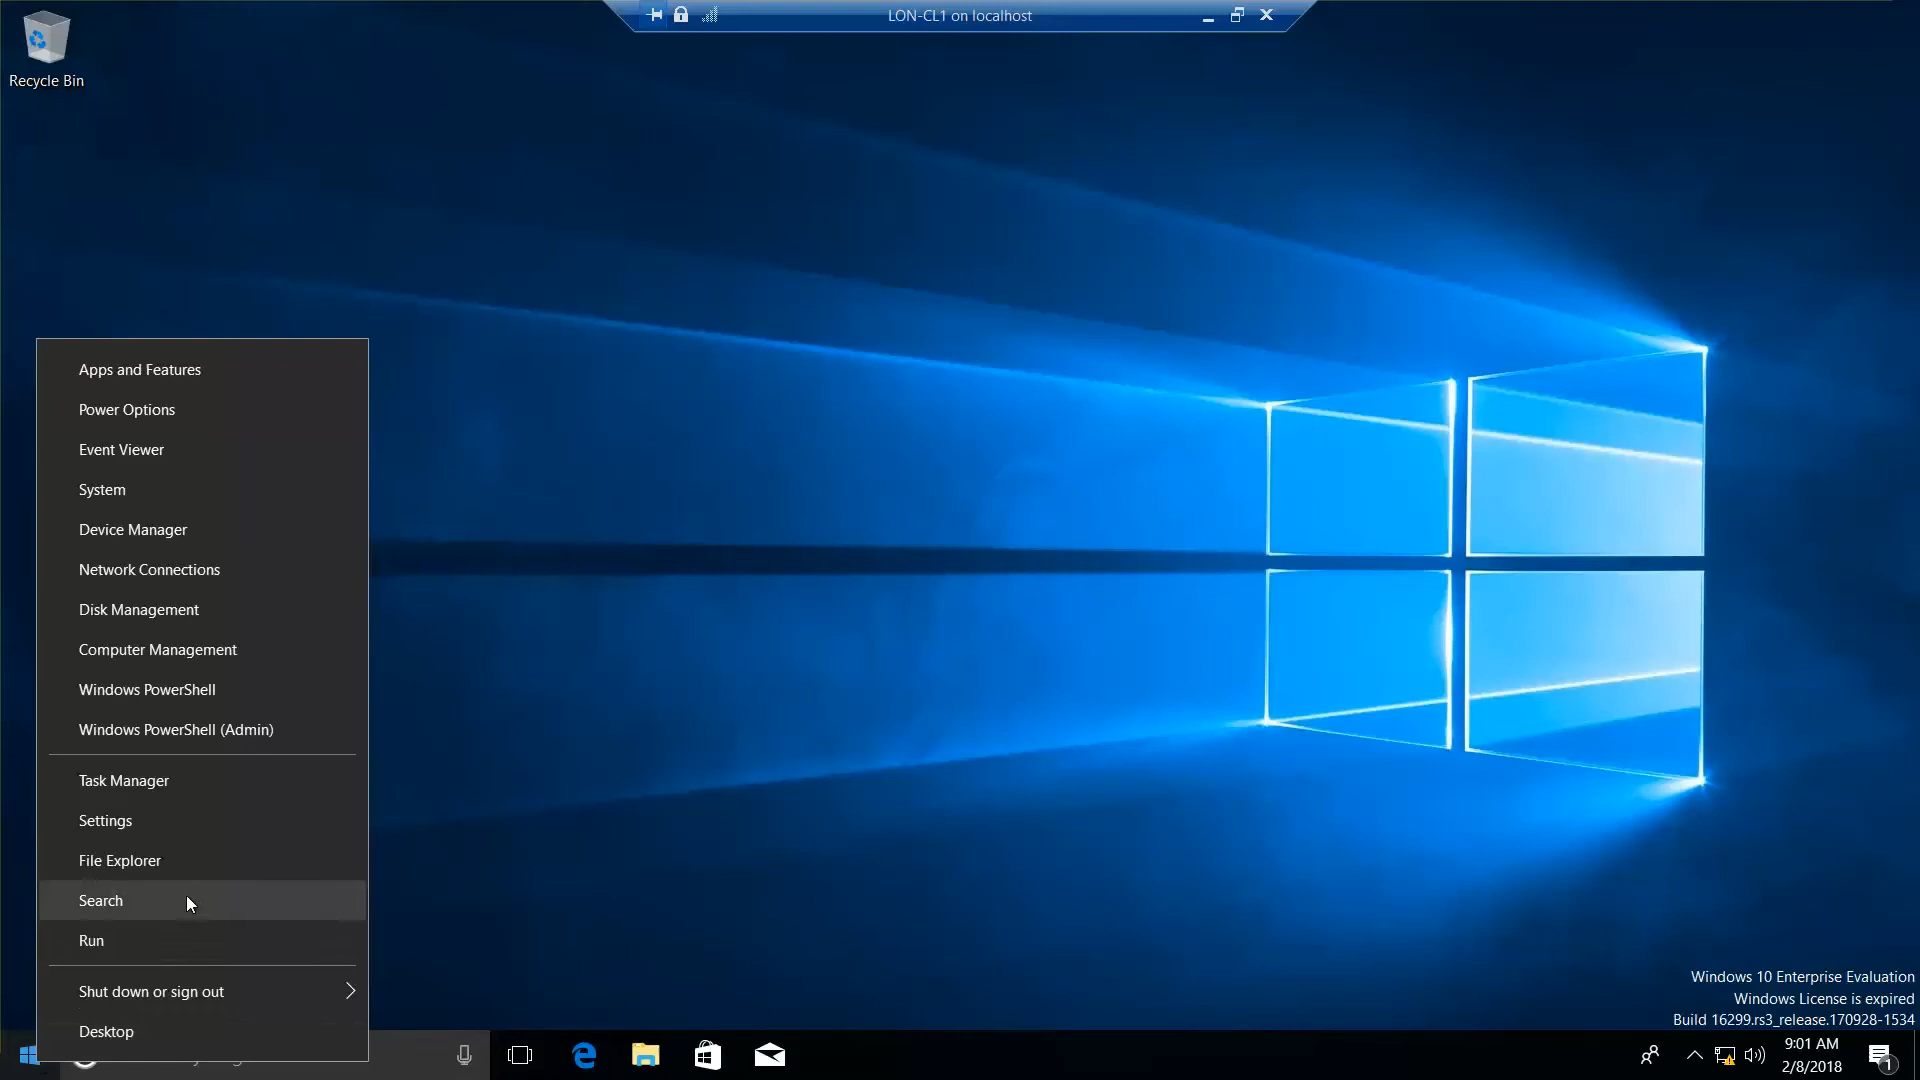 LON-CL1 on localhost
Recycle Bin
Apps and Features
Power Options
Event Viewer
System
Device Manager
Network Connections
Disk Management
Computer Management
Windows PowerShell
Windows PowerShell (Admin)
Task Manager
Settings
File Explorer
Search
Run
Shut down or sign out
Desktop
Windows 10 Enterprise Evaluation
Windows License is expired
Build 16299.rs3_release.170928-1534
9:01 AM
2/8/2018
1